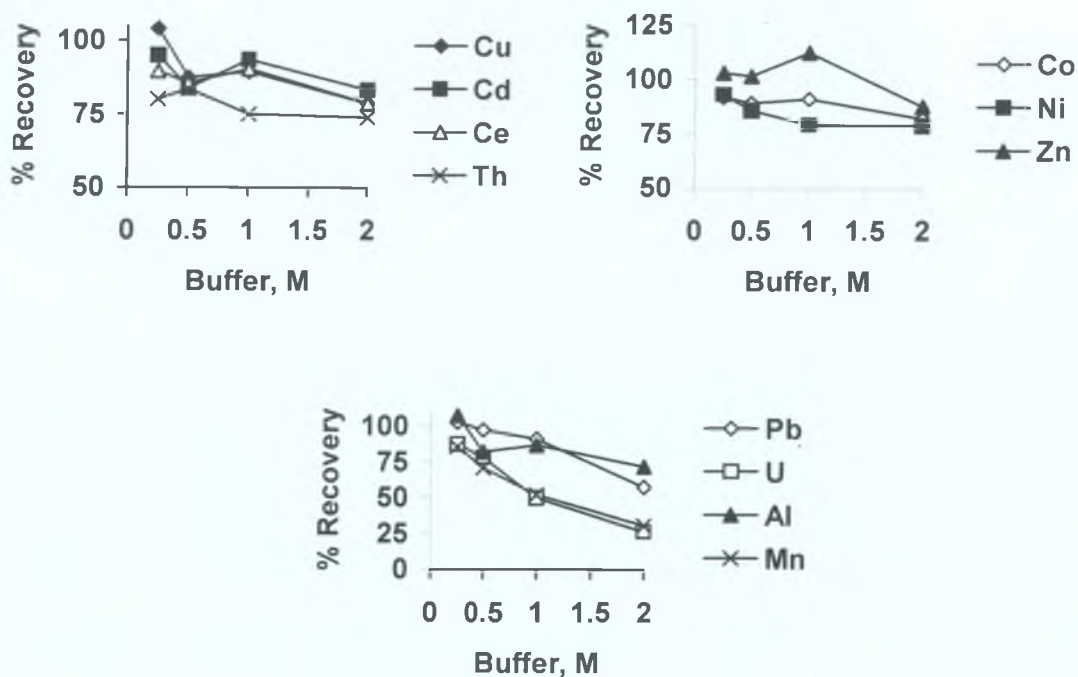 % Recovery
100
75
50
0 0.5 1 1.5 2
Buffer, M
Cu
Cd
Ce
Th
% Recovery
125
100
75
50
0 0.5 1 1.5 2
Buffer, M
Co
Ni
Zn
% Recovery
100
75
50
25
0
0 0.5 1 1.5 2
Buffer, M
Pb
U
Al
Mn